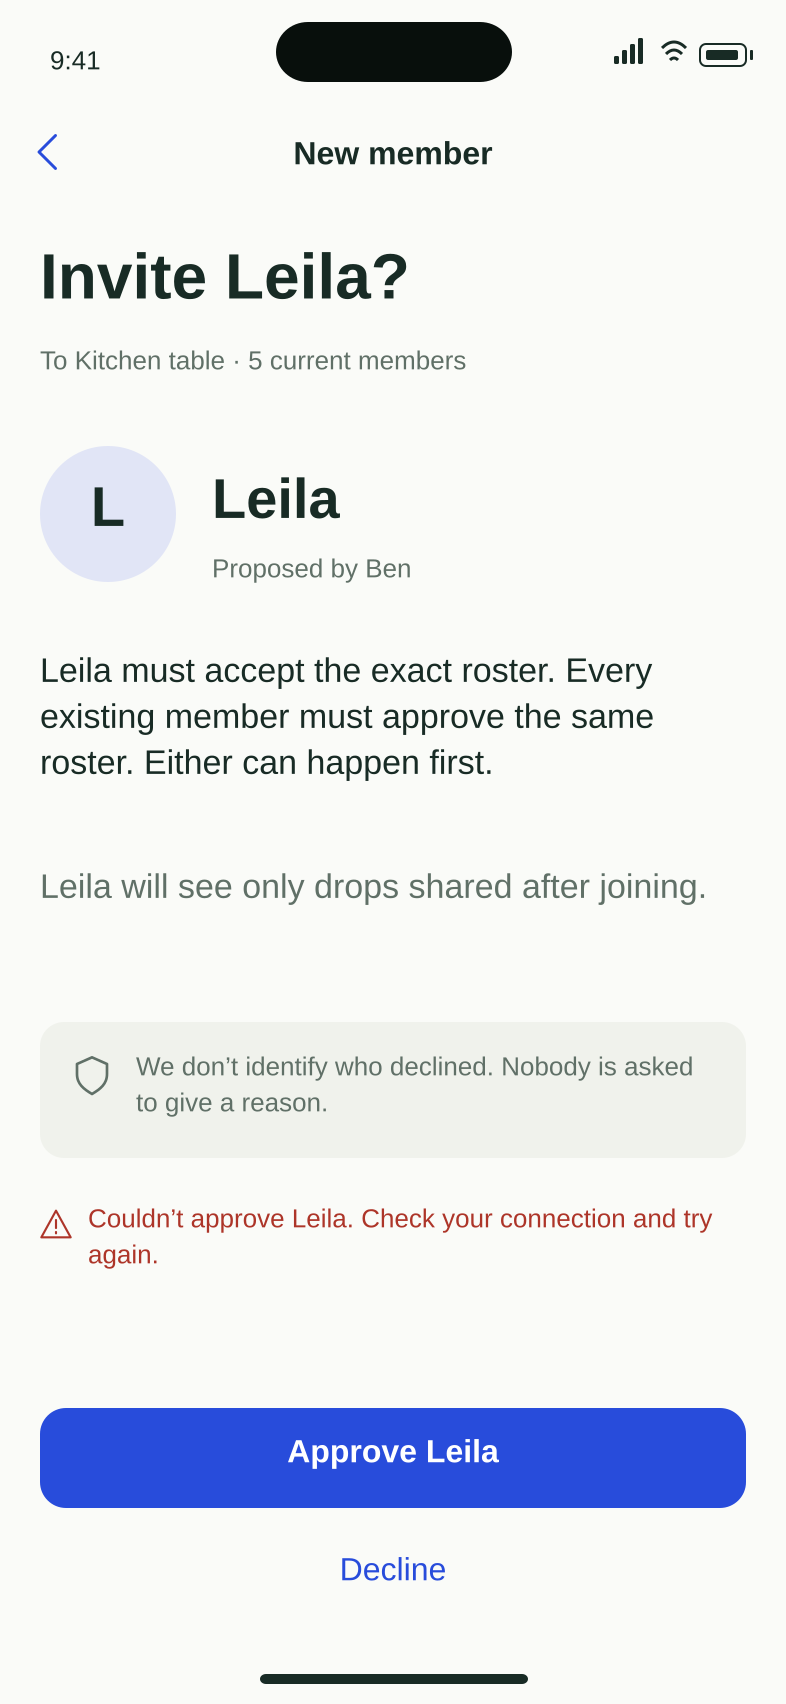 9:41
New member
Invite Leila?
To Kitchen table · 5 current members
L
Leila
Proposed by Ben
Leila must accept the exact roster. Every
existing member must approve the same
roster. Either can happen first.
Leila will see only drops shared after joining.
We don’t identify who declined. Nobody is asked
to give a reason.
Couldn’t approve Leila. Check your connection and try
again.
Approve Leila
Decline